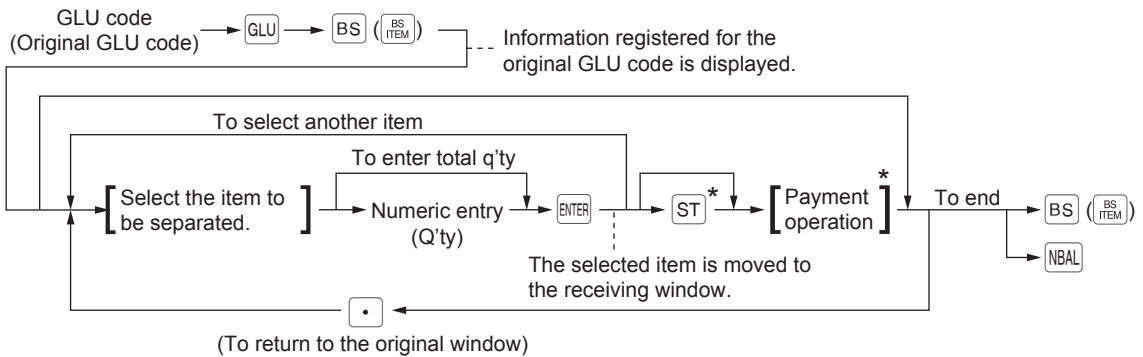 GLU code
(Original GLU code)
GLU
BS
(BS
ITEM)
Information registered for the
original GLU code is displayed.
To select another item
To enter total q'ty
[Select the item to
be separated.]
Numeric entry
(Q'ty)
ENTER
ST*
[Payment
operation]*
To end
BS
(BS
ITEM)
NBAL
The selected item is moved to
the receiving window.
•
(To return to the original window)